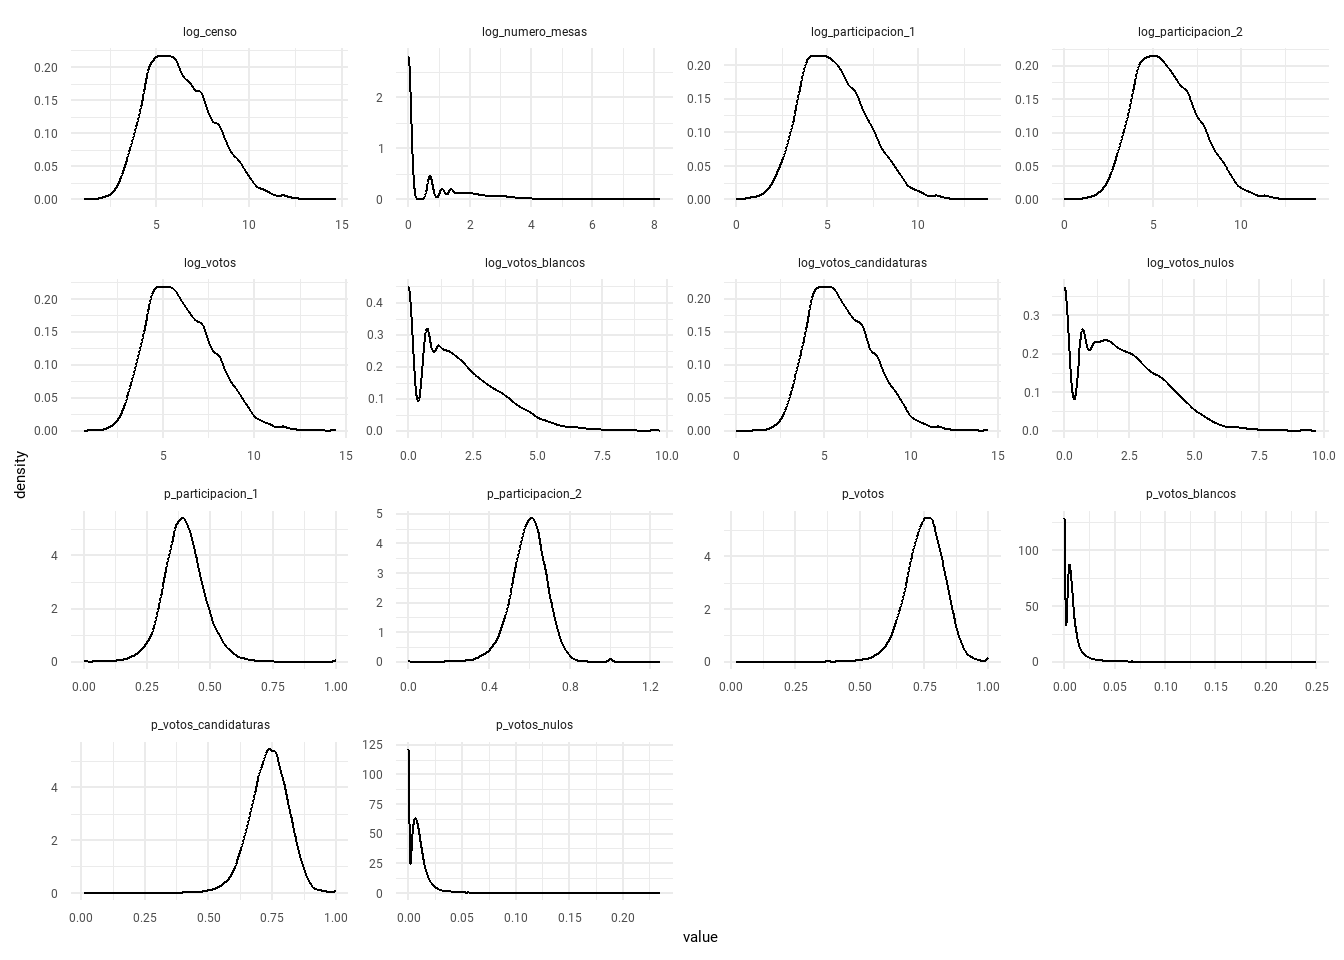 log_censo log_numero_mesas log_participacion_1 log_participacion_2
0.20 0.15 0.10 0.05 0.00
2 1 0
0.20 0.15 0.10 0.05 0.00
0.20 0.15 0.10 0.05 0.00
5 10 15 0 2 4 6 8 0 5 10 0 5 10
log_votos log_votos_blancos log_votos_candidaturas log_votos_nulos
0.20 0.15 0.10 0.05 0.00
0.4 0.3 0.2 0.1 0.0
0.20 0.15 0.10 0.05 0.00
0.3 0.2 0.1 0.0
5 10 15 0.0 2.5 5.0 7.5 10.0 0 5 10 15 0.0 2.5 5.0 7.5 10.0
density
p_participacion_1 p_participacion_2 p_votos p_votos_blancos
4 2 0
5 4 3 2 1 0
4 2 0
100 50 0
0.00 0.25 0.50 0.75 1.00 0.0 0.4 0.8 1.2 0.00 0.25 0.50 0.75 1.00 0.00 0.05 0.10 0.15 0.20 0.25
p_votos_candidaturas p_votos_nulos
4 2 0
125 100 75 50 25 0
0.00 0.25 0.50 0.75 1.00 0.00 0.05 0.10 0.15 0.20
value